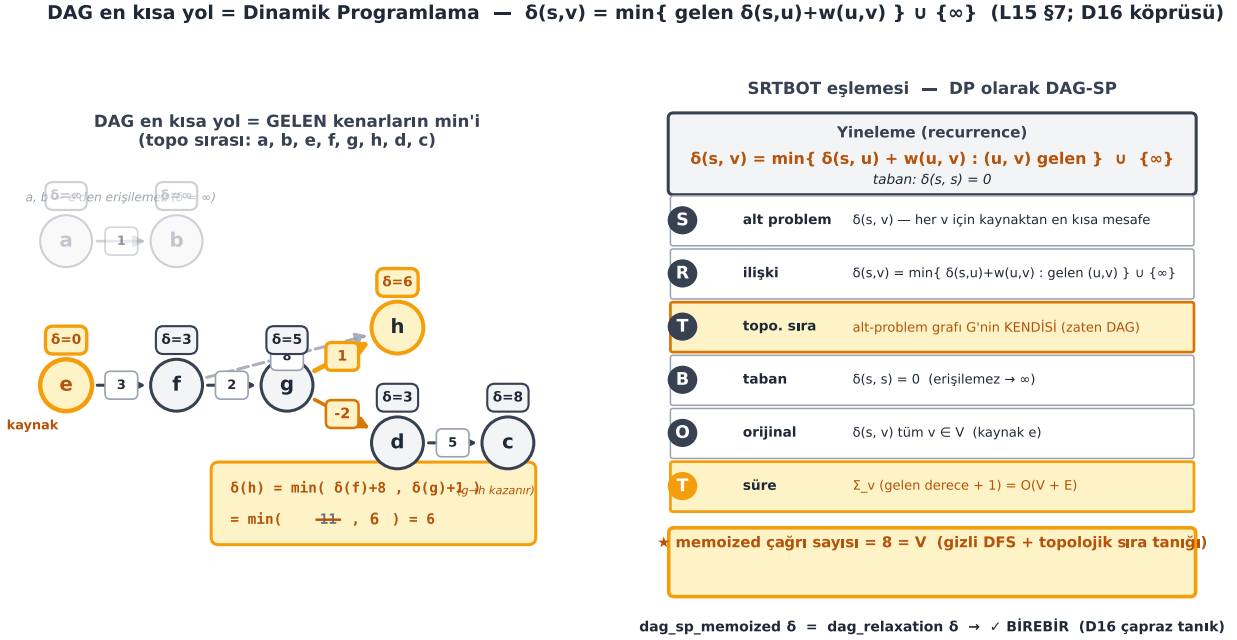 DAG en kısa yol = Dinamik Programlama — δ(s,v) = min{ gelen δ(s,u)+w(u,v) } ∪ {∞} (L15 §7; D16 köprüsü)
DAG en kısa yol = GELEN kenarların min'i
(topo sırası: a, b, e, f, g, h, d, c)
δ=∞
δ=∞
a, b
den erişilemez (δ = ∞)
a
1
b
δ=6
h
δ=0
δ=3
δ=5
8
1
e
3
f
2
g
kaynak
-2
δ=3
δ=8
d
5
c
δ(h) = min( δ(f)+8 , δ(g)+1 )
(g→h kazanır)
= min( 11 , 6 ) = 6
SRTBOT eşlemesi — DP olarak DAG-SP
Yineleme (recurrence)
δ(s, v) = min{ δ(s, u) + w(u, v) : (u, v) gelen } ∪ {∞}
taban: δ(s, s) = 0
S alt problem δ(s, v) — her v için kaynaktan en kısa mesafe
R ilişki δ(s,v) = min{ δ(s,u)+w(u,v) : gelen (u,v) } ∪ {∞}
T topo. sıra alt-problem grafı G'nin KENDİSİ (zaten DAG)
B taban δ(s, s) = 0 (erişilemez → ∞)
O orijinal δ(s, v) tüm v ∈ V (kaynak e)
T süre Σ_v (gelen derece + 1) = O(V + E)
★ memoized çağrı sayısı = 8 = V (gizli DFS + topolojik sıra tanığı)
dag_sp_memoized δ = dag_relaxation δ → ✓ BİREBİR (D16 çapraz tanık)